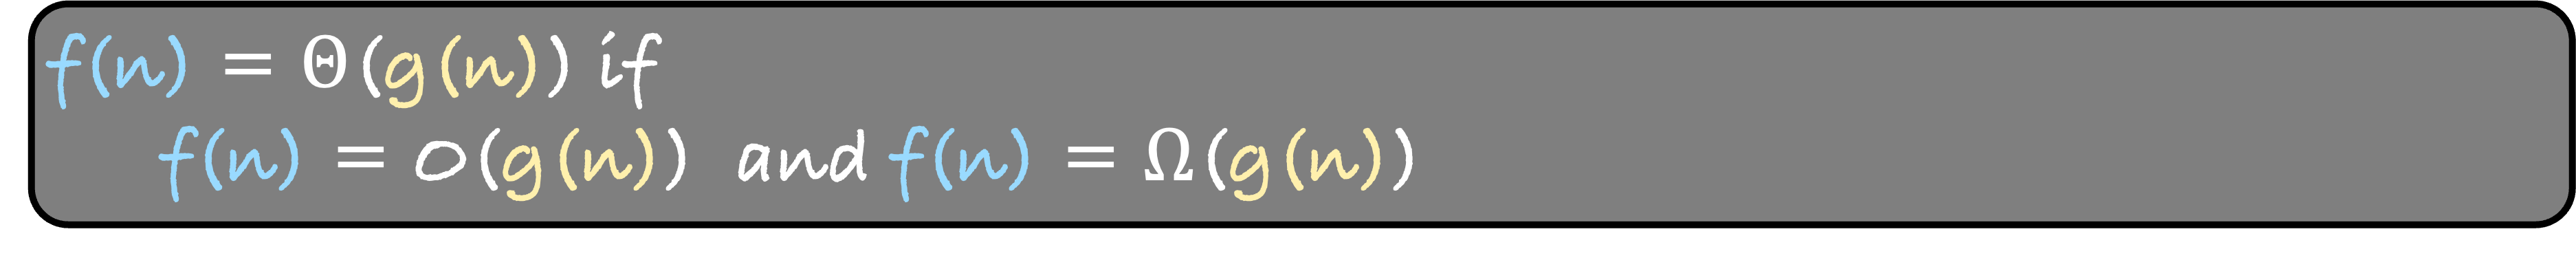 f(n) = Θ(g(n)) if
f(n) = O(g(n)) and f(n) = Ω(g(n))